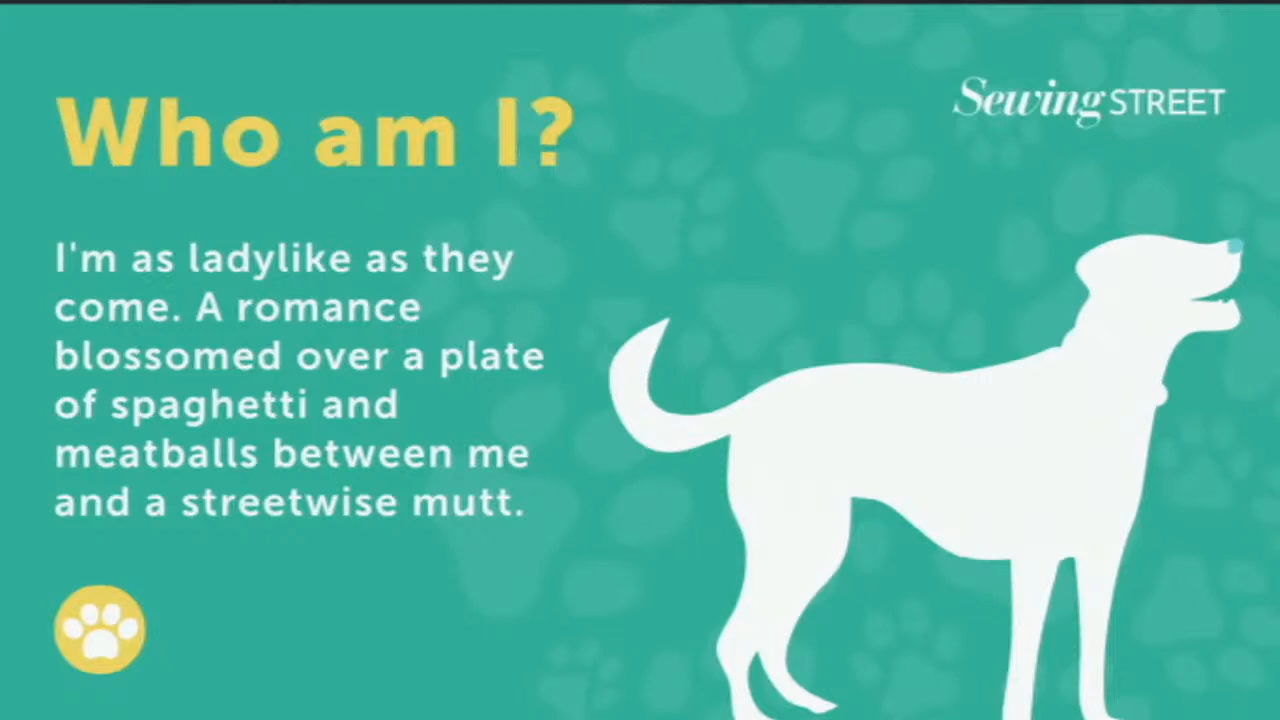 Who am I?
Sewing STREET
I'm as ladylike as they
come. A romance
blossomed over a plate
of spaghetti and
meatballs between me
and a streetwise mutt.